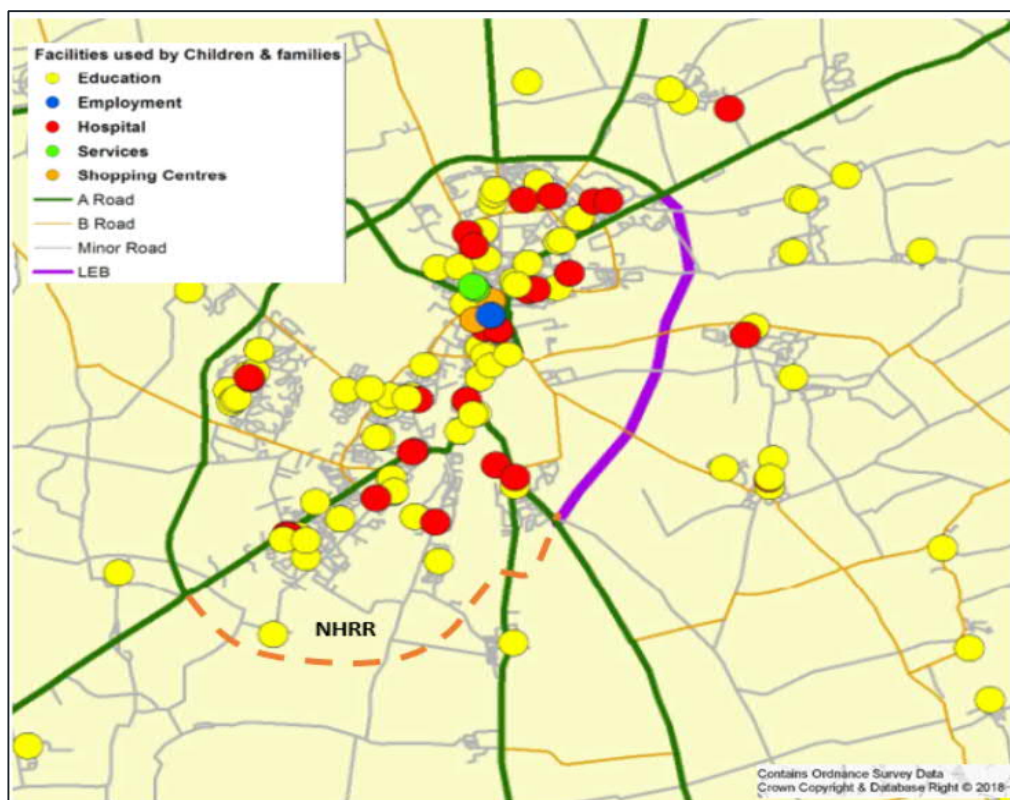 Facilities used by Children & families
Education
Employment
Hospital
Services
Shopping Centres
A Road
B Road
Minor Road
LEB
NHRR
Contains Ordnance Survey Data
Crown Copyright & Database Right © 2018